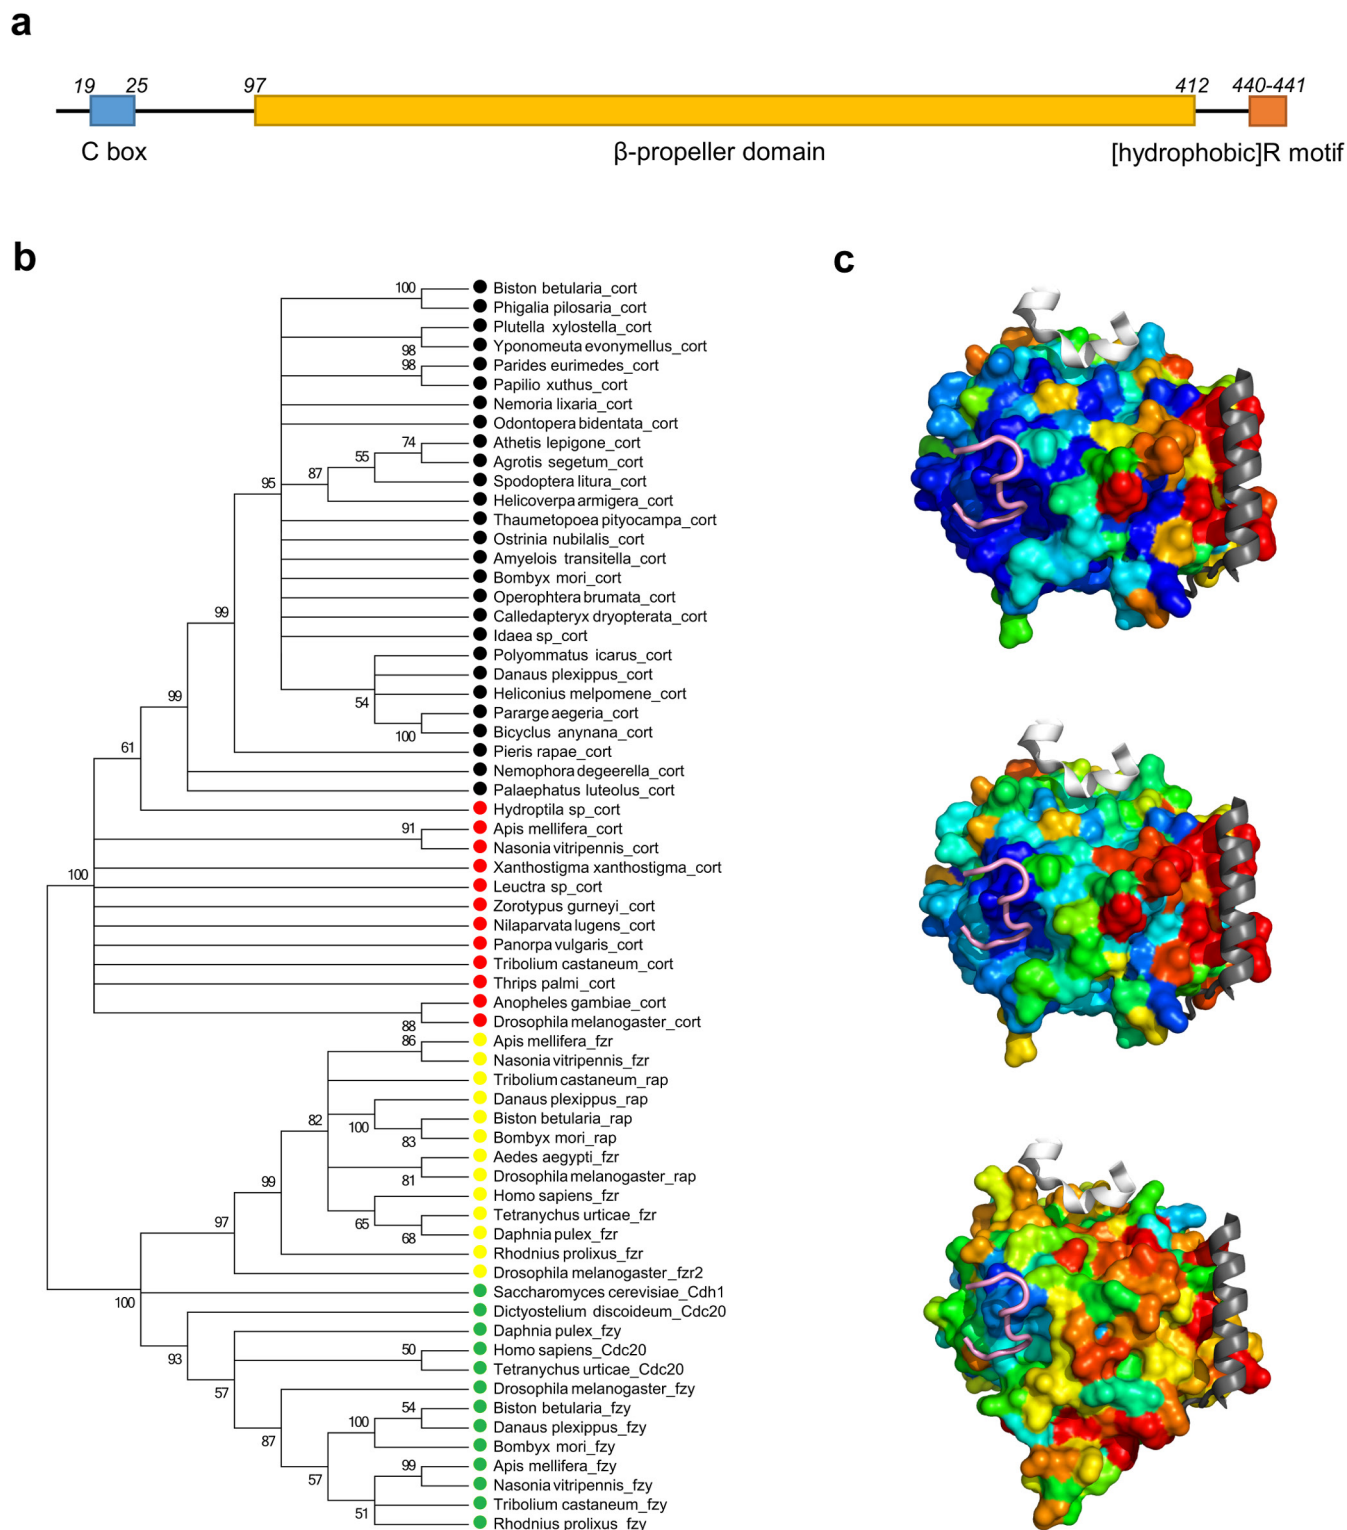 a
19 25 97 412 440-441
C box β-propeller domain [hydrophobic]R motif
b
c
100 Biston betularia_cort
Phigalia pilosaria_cort
Plutella xylostella_cort
98 Yponomeuta evonymellus_cort
98 Parides eurimedes_cort
Papilio xuthus_cort
Nemoria lixaria_cort
Odontopera bidentata_cort
74 Athetis lepigone_cort
55 Agrotis segetum_cort
87 Spodoptera litura_cort
95 Helicoverpa armigera_cort
Thaumetopoea pityocampa_cort
Ostrinia nubilalis_cort
Amyelois transitella_cort
Bombyx mori_cort
Operophtera brumata_cort
99 Calledapteryx dryopterata_cort
Idaea sp_cort
Polyommatus icarus_cort
Danaus plexippus_cort
99 Heliconius melpomene_cort
54 Pararge aegeria_cort
100 Bicyclus anynana_cort
61 Pieris rapae_cort
Nemophora degeerella_cort
Palaephatus luteolus_cort
Hydroptila sp_cort
91 Apis mellifera_cort
Nasonia vitripennis_cort
Xanthostigma xanthostigma_cort
100 Leuctra sp_cort
Zorotypus gurneyi_cort
Nilaparvata lugens_cort
Panorpa vulgaris_cort
Tribolium castaneum_cort
Thrips palmi_cort
Anopheles gambiae_cort
88 Drosophila melanogaster_cort
86 Apis mellifera_fzr
Nasonia vitripennis_fzr
Tribolium castaneum_rap
Danaus plexippus_rap
82 100 Biston betularia_rap
83 Bombyx mori_rap
Aedes aegypti_fzr
99 81 Drosophila melanogaster_rap
Homo sapiens_fzr
97 65 Tetranychus urticae_fzr
68 Daphnia pulex_fzr
Rhodnius prolixus_fzr
Drosophila melanogaster_fzr2
100 Saccharomyces cerevisiae_Cdh1
Dictyostelium discoideum_Cdc20
Daphnia pulex_fzy
93 50 Homo sapiens_Cdc20
Tetranychus urticae_Cdc20
57 Drosophila melanogaster_fzy
54 Biston betularia_fzy
100 Danaus plexippus_fzy
87 Bombyx mori_fzy
99 Apis mellifera_fzy
57 Nasonia vitripennis_fzy
Tribolium castaneum_fzy
51 Rhodnius prolixus_fzy